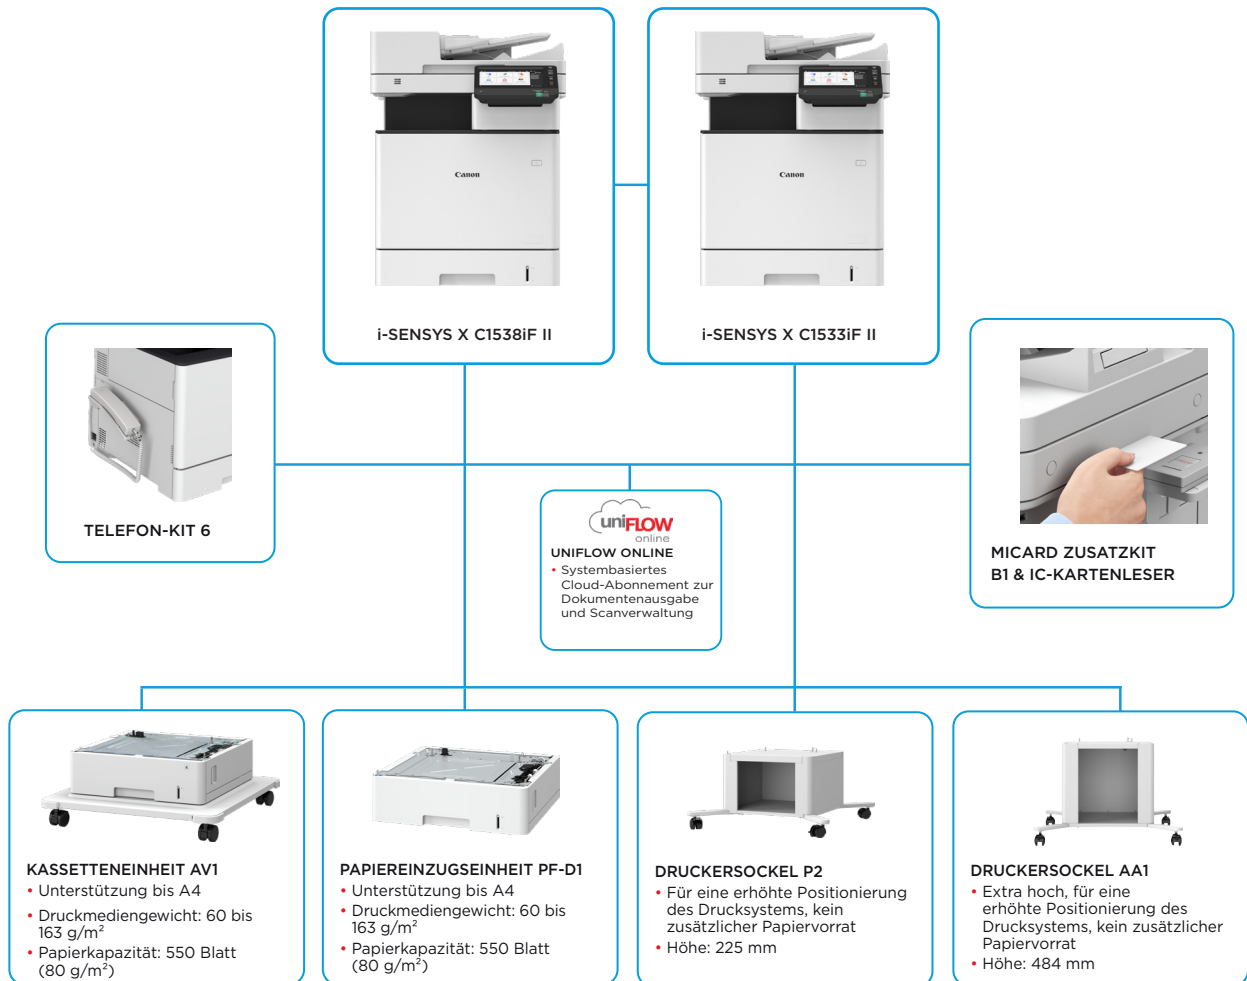 Canon
Canon
i-SENSYS X C1538iF II
i-SENSYS X C1533iF II
TELEFON-KIT 6
uniFLOW
online
UNIFLOW ONLINE
• Systembasiertes
Cloud-Abonnement zur
Dokumentenausgabe
und Scanverwaltung
MICARD ZUSATZKIT
B1 & IC-KARTENLESER
KASSETTENEINHEIT AV1
• Unterstützung bis A4
• Druckmediengewicht: 60 bis
163 g/m²
• Papierkapazität: 550 Blatt
(80 g/m²)
PAPIEREINZUGSEINHEIT PF-D1
• Unterstützung bis A4
• Druckmediengewicht: 60 bis
163 g/m²
• Papierkapazität: 550 Blatt
(80 g/m²)
DRUCKERSOCKEL P2
• Für eine erhöhte Positionierung
des Drucksystems, kein
zusätzlicher Papiervorrat
• Höhe: 225 mm
DRUCKERSOCKEL AA1
• Extra hoch, für eine
erhöhte Positionierung des
Drucksystems, kein zusätzlicher
Papiervorrat
• Höhe: 484 mm